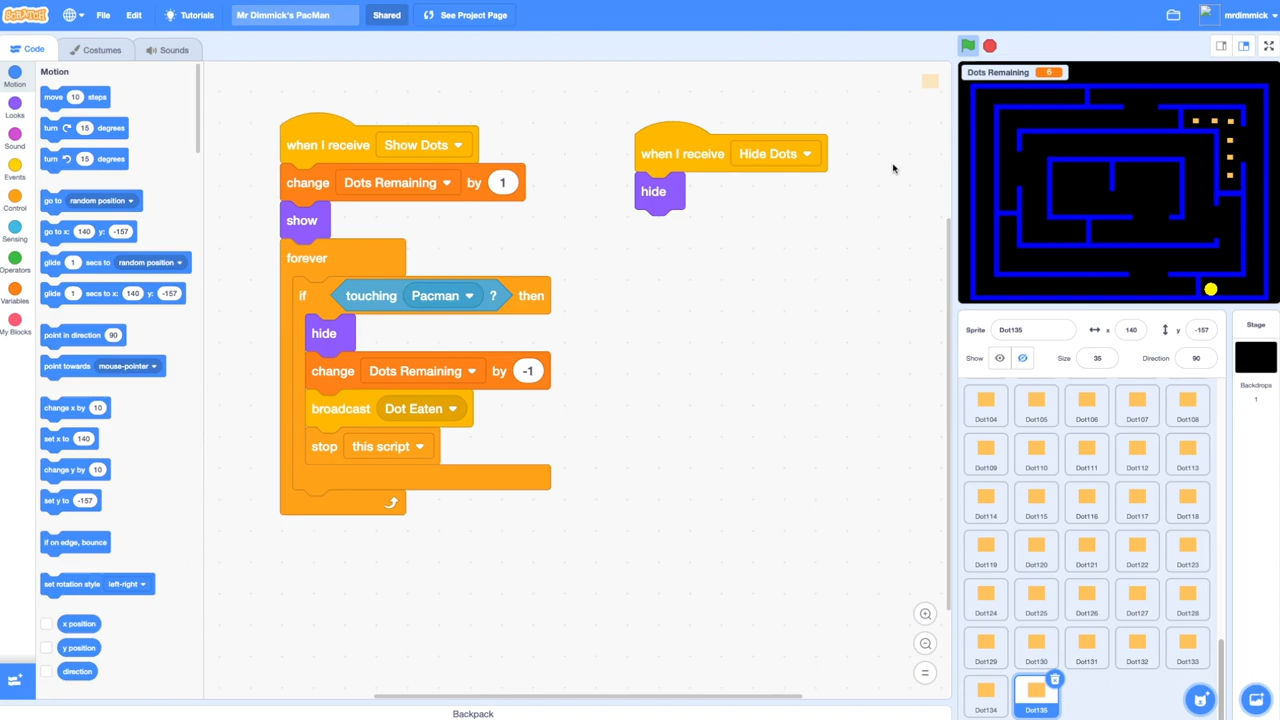 SCRATCH File Edit Tutorials Mr Dimmick's PacMan Shared See Project Page mrdimmick
Code Costumes Sounds
Motion
Looks
Sound
Events
Control
Sensing
Operators
Variables
My Blocks
Motion
move 10 steps
turn 15 degrees
turn 15 degrees
go to random position
go to x: 140 y: -157
glide 1 secs to random position
glide 1 secs to x: 140 y: -157
point in direction 90
point towards mouse-pointer
change x by 10
set x to 140
change y by 10
set y to -157
if on edge, bounce
set rotation style left-right
x position
y position
direction
when I receive Show Dots
change Dots Remaining by 1
show
forever
if touching Pacman ? then
hide
change Dots Remaining by -1
broadcast Dot Eaten
stop this script
when I receive Hide Dots
hide
Backpack
Dots Remaining 6
Sprite Dot135 x 140 y -157
Show Size 35 Direction 90
Dot104 Dot105 Dot106 Dot107 Dot108
Dot109 Dot110 Dot111 Dot112 Dot113
Dot114 Dot115 Dot116 Dot117 Dot118
Dot119 Dot120 Dot121 Dot122 Dot123
Dot124 Dot125 Dot126 Dot127 Dot128
Dot129 Dot130 Dot131 Dot132 Dot133
Dot134 Dot135
Stage
Backdrops
1